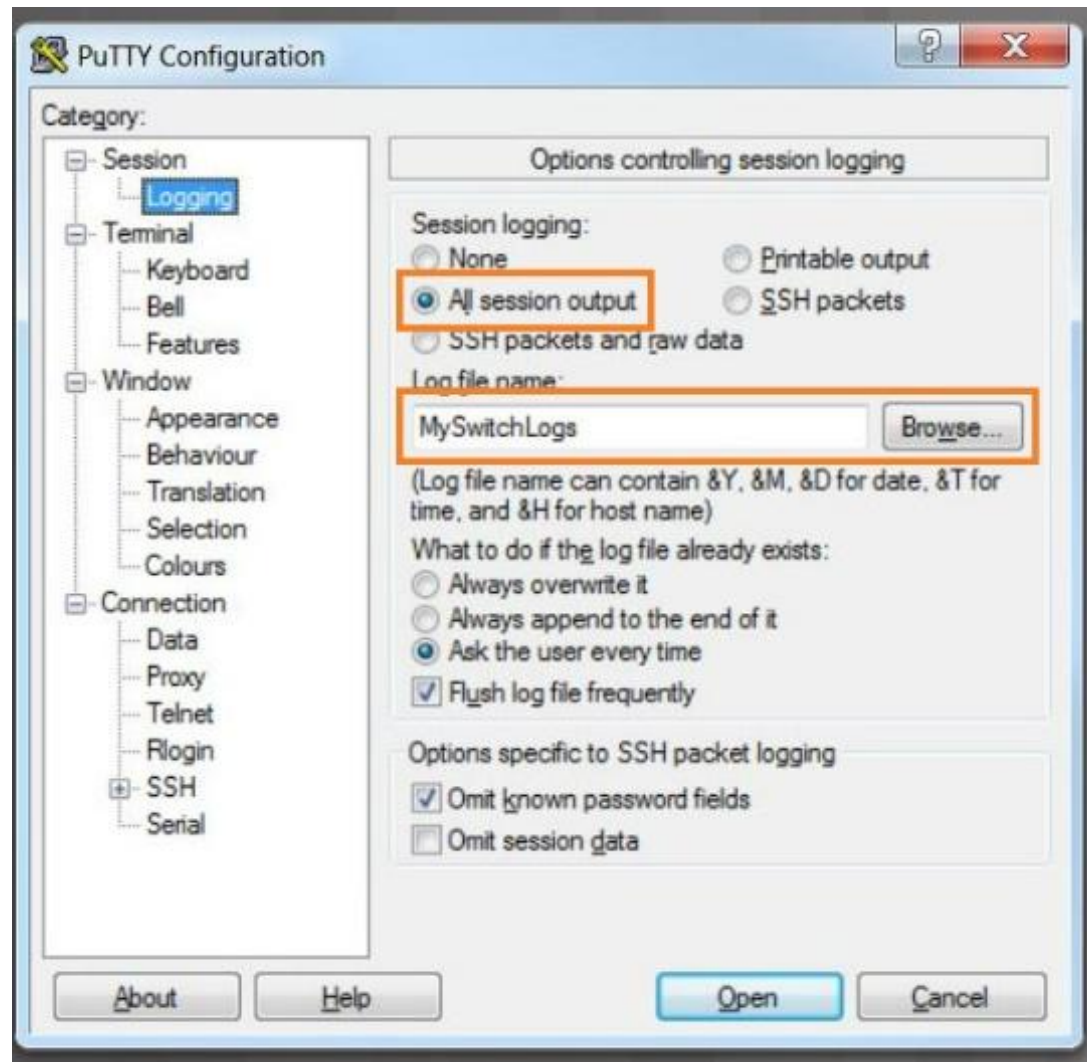 PuTTY Configuration
Category:
Session
Logging
Terminal
Keyboard
Bell
Features
Window
Appearance
Behaviour
Translation
Selection
Colours
Connection
Data
Proxy
Telnet
Rlogin
SSH
Serial
Options controlling session logging
Session logging:
None
Printable output
All session output
SSH packets
SSH packets and raw data
Log file name:
MySwitchLogs
Browse...
(Log file name can contain &Y, &M, &D for date, &T for
time, and &H for host name)
What to do if the log file already exists:
Always overwrite it
Always append to the end of it
Ask the user every time
Flush log file frequently
Options specific to SSH packet logging
Omit known password fields
Omit session data
About
Help
Open
Cancel